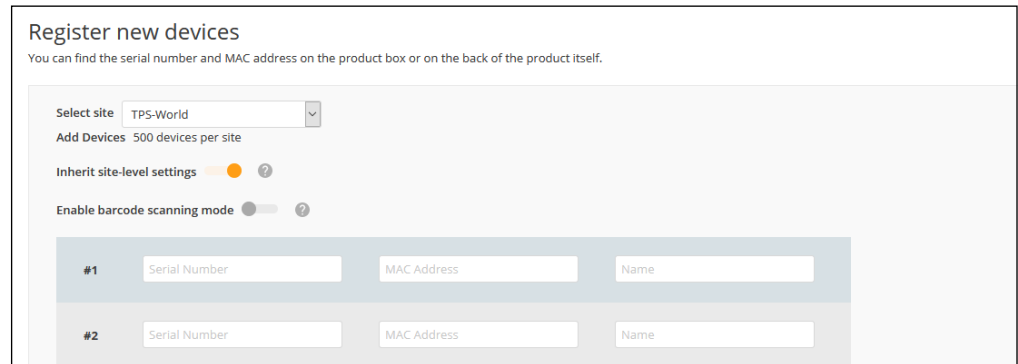 Register new devices
You can find the serial number and MAC address on the product box or on the back of the product itself.
Select site TPS-World
Add Devices 500 devices per site
Inherit site-level settings ?
Enable barcode scanning mode ?
#1 Serial Number MAC Address Name
#2 Serial Number MAC Address Name